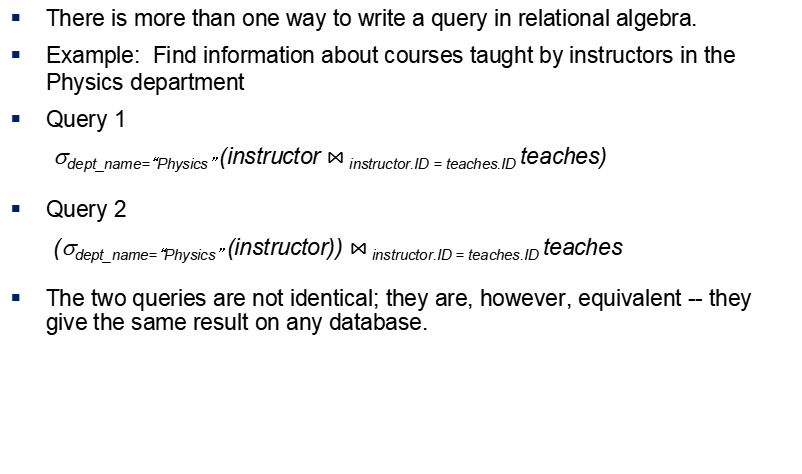 ▪ There is more than one way to write a query in relational algebra.
▪ Example:  Find information about courses taught by instructors in the
Physics department
▪ Query 1
σdept_name= “Physics” (instructor ⋈ instructor.ID = teaches.ID teaches)
▪ Query 2
(σdept_name= “Physics” (instructor)) ⋈ instructor.ID = teaches.ID teaches
▪ The two queries are not identical; they are, however, equivalent -- they
give the same result on any database.